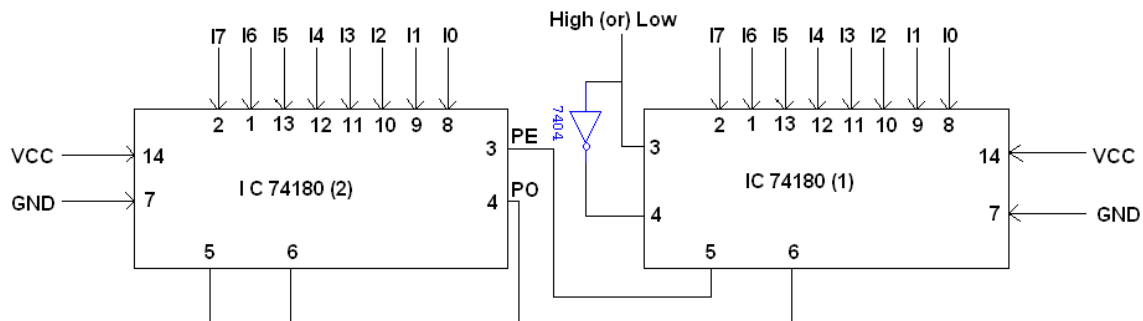 High (or) Low
I7 I6 I5 I4 I3 I2 I1 I0
I7 I6 I5 I4 I3 I2 I1 I0
7404
2 1 13 12 11 10 9 8
2 1 13 12 11 10 9 8
VCC
14
3
PE
3
14
VCC
GND
7
I C 74180 (2)
4
PO
4
IC 74180 (1)
7
GND
5 6
5 6